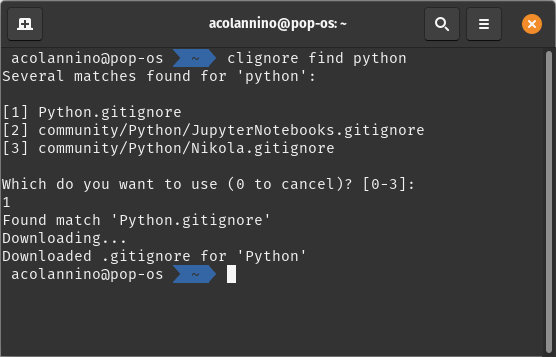 acolannino@pop-os: ~
acolannino@pop-os ~ clignore find python
Several matches found for 'python':
[1] Python.gitignore
[2] community/Python/JupyterNotebooks.gitignore
[3] community/Python/Nikola.gitignore
Which do you want to use (0 to cancel)? [0-3]:
1
Found match 'Python.gitignore'
Downloading...
Downloaded .gitignore for 'Python'
acolannino@pop-os ~